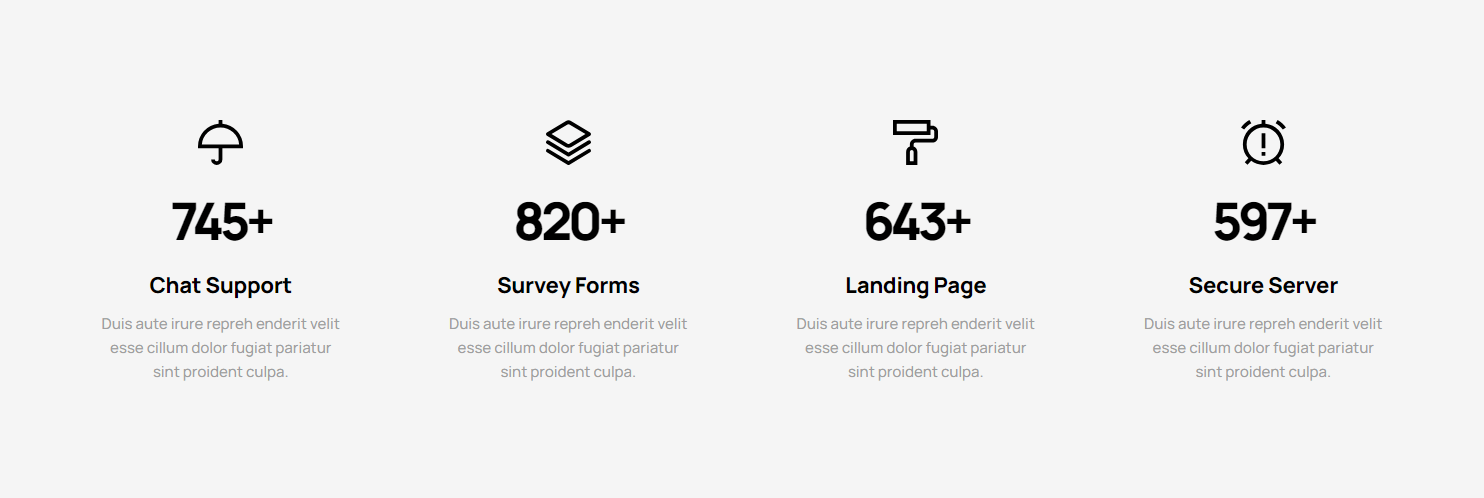 745+
Chat Support
Duis aute irure repreh enderit velit
esse cillum dolor fugiat pariatur
sint proident culpa.
820+
Survey Forms
Duis aute irure repreh enderit velit
esse cillum dolor fugiat pariatur
sint proident culpa.
643+
Landing Page
Duis aute irure repreh enderit velit
esse cillum dolor fugiat pariatur
sint proident culpa.
597+
Secure Server
Duis aute irure repreh enderit velit
esse cillum dolor fugiat pariatur
sint proident culpa.